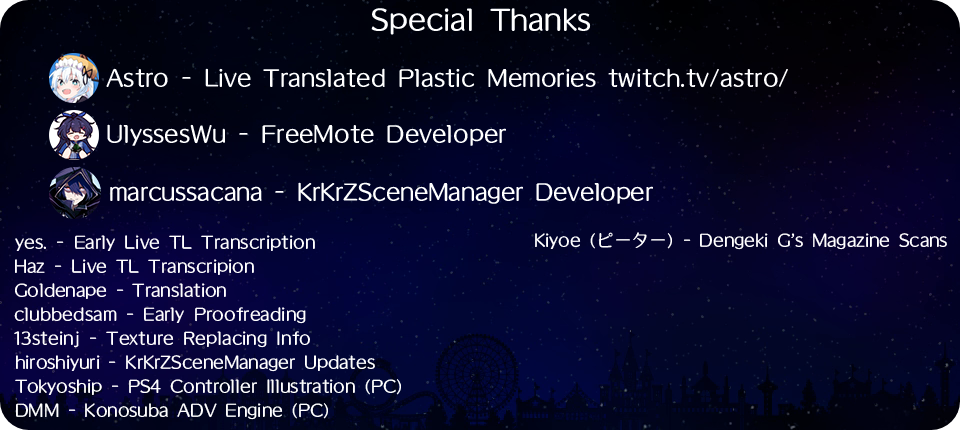 Special Thanks
Astro - Live Translated Plastic Memories twitch.tv/astro/
UlyssesWu - FreeMote Developer
marcussacana - KrKrZSceneManager Developer
yes. - Early Live TL Transcription
Haz - Live TL Transcripion
Goldenape - Translation
clubbedsam - Early Proofreading
13steinj - Texture Replacing Info
hiroshiyuri - KrKrZSceneManager Updates
Tokyoship - PS4 Controller Illustration (PC)
DMM - Konosuba ADV Engine (PC)
Kiyoe (ピーター) - Dengeki G's Magazine Scans